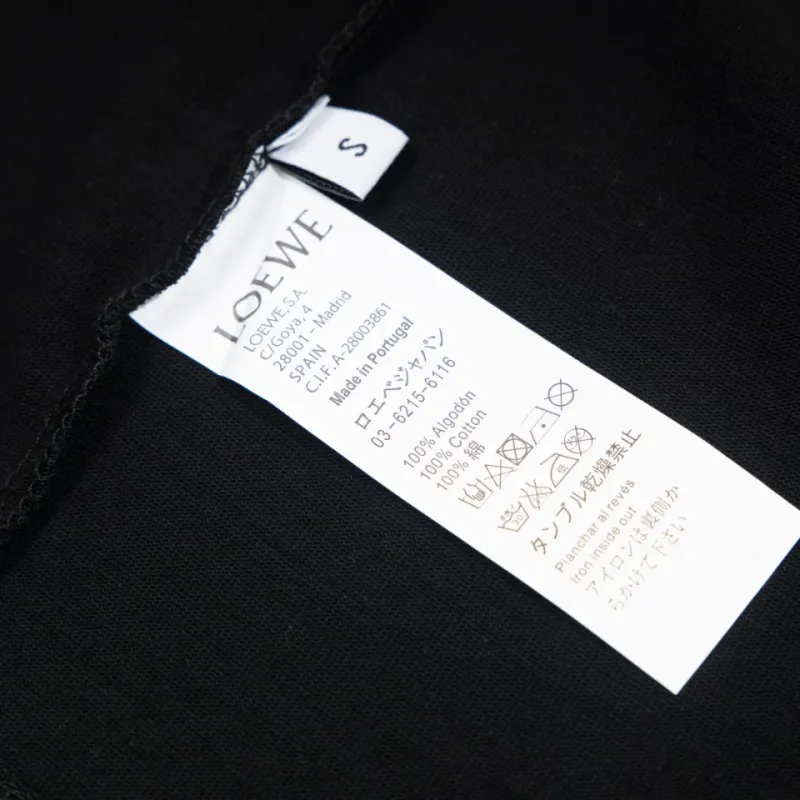 S
LOEWE
LOEWE, S.A.
C/Goya, 4
28001 - Madrid
SPAIN
C.I.F. A-28003861
Made in Portugal
ロエベジャパン
03-6215-6116
100% Algodón
100% Cotton
100% 綿
タンブル乾燥禁止
Planchar al revés
Iron inside out
アイロンは裏側か
らかけて下さい